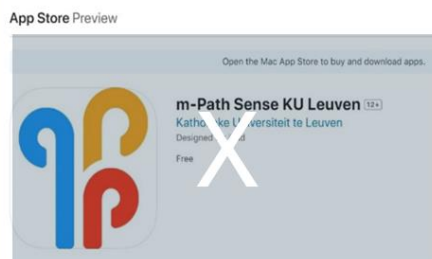 App Store Preview
Open the Mac App Store to buy and download apps.
m-Path Sense KU Leuven 12+
Universiteit te Leuven
Designed
Free
X